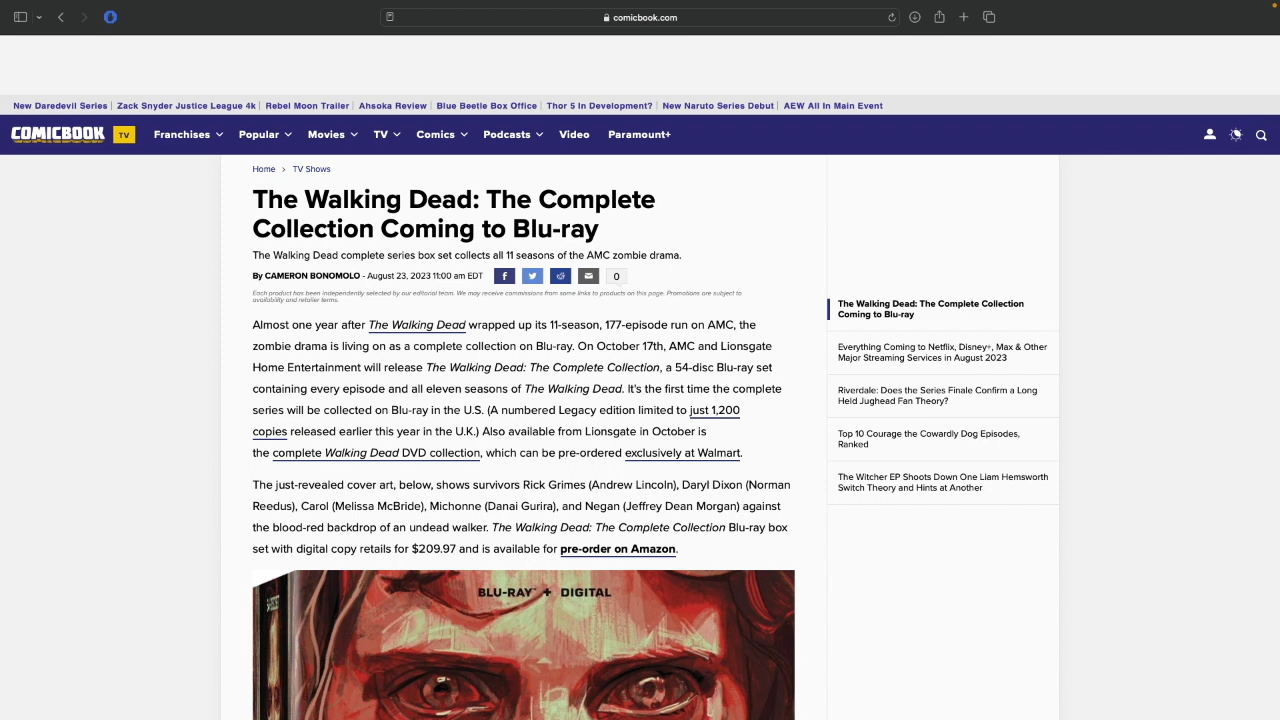 comicbook.com
New Daredevil Series | Zack Snyder Justice League 4k | Rebel Moon Trailer | Ahsoka Review | Blue Beetle Box Office | Thor 5 In Development? | New Naruto Series Debut | AEW All In Main Event
COMICBOOK TV Franchises Popular Movies TV Comics Podcasts Video Paramount+
Home > TV Shows
The Walking Dead: The Complete
Collection Coming to Blu-ray
The Walking Dead complete series box set collects all 11 seasons of the AMC zombie drama.
By CAMERON BONOMOLO - August 23, 2023 11:00 am EDT f 0
Each product has been independently selected by our editorial team. We may receive commissions from some links to products on this page. Promotions are subject to
availability and retailer terms.
Almost one year after The Walking Dead wrapped up its 11-season, 177-episode run on AMC, the
zombie drama is living on as a complete collection on Blu-ray. On October 17th, AMC and Lionsgate
Home Entertainment will release The Walking Dead: The Complete Collection, a 54-disc Blu-ray set
containing every episode and all eleven seasons of The Walking Dead. It's the first time the complete
series will be collected on Blu-ray in the U.S. (A numbered Legacy edition limited to just 1,200
copies released earlier this year in the U.K.) Also available from Lionsgate in October is
the complete Walking Dead DVD collection, which can be pre-ordered exclusively at Walmart.
The just-revealed cover art, below, shows survivors Rick Grimes (Andrew Lincoln), Daryl Dixon (Norman
Reedus), Carol (Melissa McBride), Michonne (Danai Gurira), and Negan (Jeffrey Dean Morgan) against
the blood-red backdrop of an undead walker. The Walking Dead: The Complete Collection Blu-ray box
set with digital copy retails for $209.97 and is available for pre-order on Amazon.
BLU-RAY + DIGITAL
The Walking Dead: The Complete Collection
Coming to Blu-ray
Everything Coming to Netflix, Disney+, Max & Other
Major Streaming Services in August 2023
Riverdale: Does the Series Finale Confirm a Long
Held Jughead Fan Theory?
Top 10 Courage the Cowardly Dog Episodes,
Ranked
The Witcher EP Shoots Down One Liam Hemsworth
Switch Theory and Hints at Another